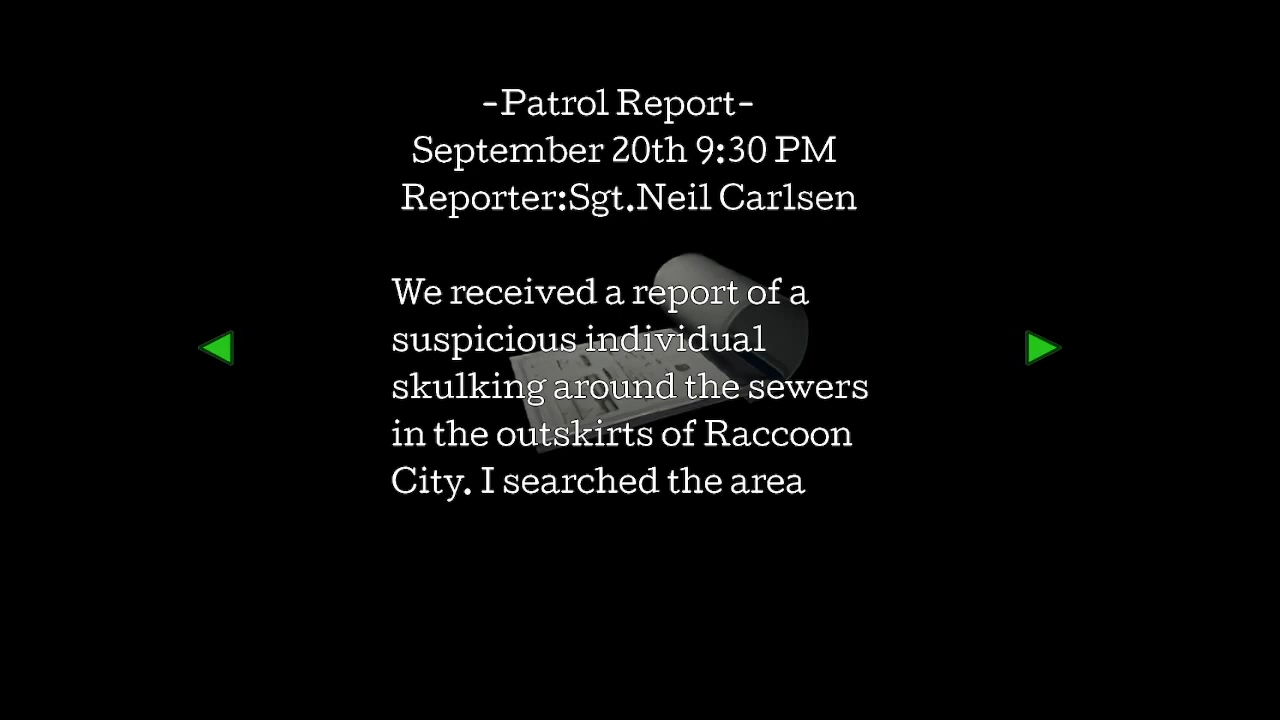 -Patrol Report-
September 20th 9:30 PM
Reporter:Sgt.Neil Carlsen
We received a report of a
suspicious individual
skulking around the sewers
in the outskirts of Raccoon
City. I searched the area